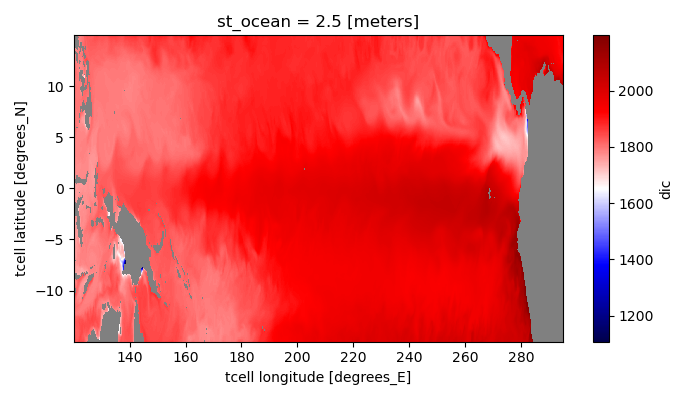 st_ocean = 2.5 [meters]
10
5
0
−5
−10
tcell latitude [degrees_N]
140 160 180 200 220 240 260 280
tcell longitude [degrees_E]
2000
1800
1600
1400
1200
dic